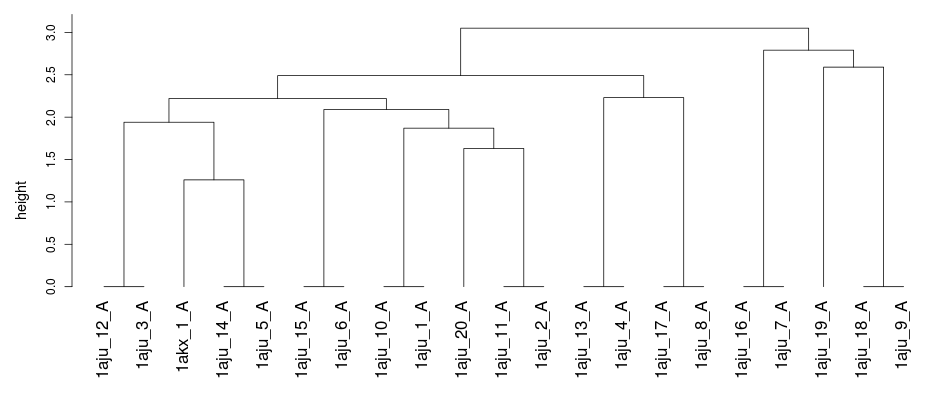 height
3.0
2.5
2.0
1.5
1.0
0.5
0.0
1aju_12_A
1aju_3_A
1akx_1_A
1aju_14_A
1aju_5_A
1aju_15_A
1aju_6_A
1aju_10_A
1aju_1_A
1aju_20_A
1aju_11_A
1aju_2_A
1aju_13_A
1aju_4_A
1aju_17_A
1aju_8_A
1aju_16_A
1aju_7_A
1aju_19_A
1aju_18_A
1aju_9_A